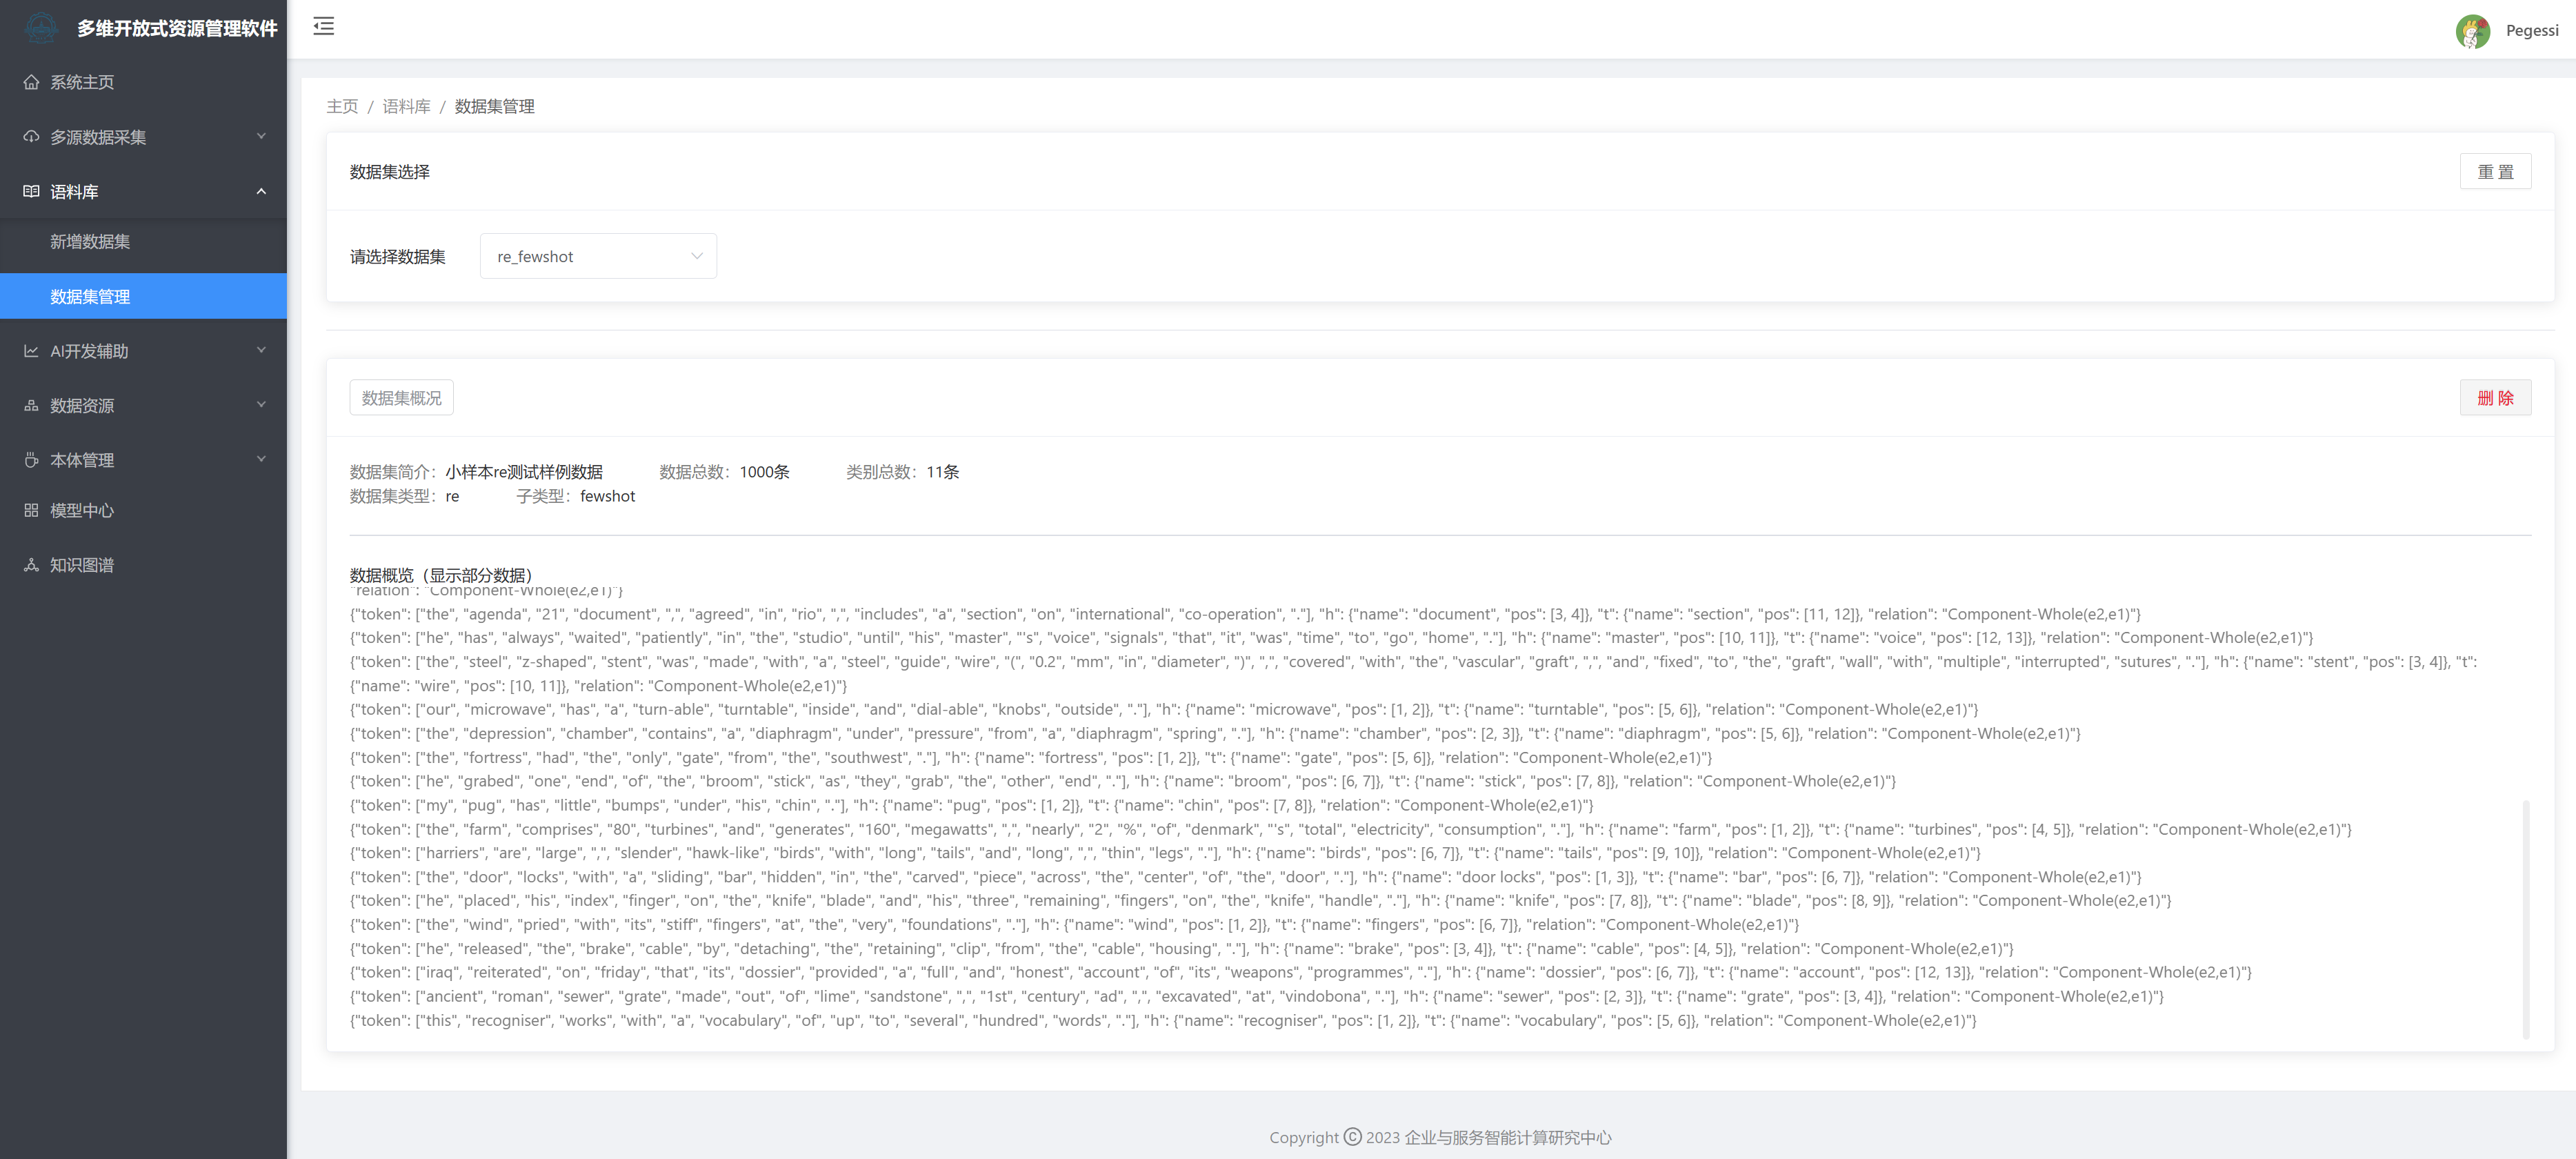 多维开放式资源管理软件
Pegessi
系统主页
多源数据采集
语料库
新增数据集
数据集管理
AI开发辅助
数据资源
本体管理
模型中心
知识图谱
主页 / 语料库 / 数据集管理
数据集选择
重 置
请选择数据集 re_fewshot
数据集概况
删 除
数据集简介：小样本re测试样例数据 数据总数：1000条 类别总数：11条
数据集类型：re 子类型：fewshot
数据概览（显示部分数据）
"relation": "Component-Whole(e2,e1)"}
{"token": ["the", "agenda", "21", "document", ",", "agreed", "in", "rio", ",", "includes", "a", "section", "on", "international", "co-operation", "."], "h": {"name": "document", "pos": [3, 4]}, "t": {"name": "section", "pos": [11, 12]}, "relation": "Component-Whole(e2,e1)"}
{"token": ["he", "has", "always", "waited", "patiently", "in", "the", "studio", "until", "his", "master", "'s", "voice", "signals", "that", "it", "was", "time", "to", "go", "home", "."], "h": {"name": "master", "pos": [10, 11]}, "t": {"name": "voice", "pos": [12, 13]}, "relation": "Component-Whole(e2,e1)"}
{"token": ["the", "steel", "z-shaped", "stent", "was", "made", "with", "a", "steel", "guide", "wire", "(", "0.2", "mm", "in", "diameter", ")", ",", "covered", "with", "the", "vascular", "graft", ",", "and", "fixed", "to", "the", "graft", "wall", "with", "multiple", "interrupted", "sutures", "."], "h": {"name": "stent", "pos": [3, 4]}, "t":
{"name": "wire", "pos": [10, 11]}, "relation": "Component-Whole(e2,e1)"}
{"token": ["our", "microwave", "has", "a", "turn-able", "turntable", "inside", "and", "dial-able", "knobs", "outside", "."], "h": {"name": "microwave", "pos": [1, 2]}, "t": {"name": "turntable", "pos": [5, 6]}, "relation": "Component-Whole(e2,e1)"}
{"token": ["the", "depression", "chamber", "contains", "a", "diaphragm", "under", "pressure", "from", "a", "diaphragm", "spring", "."], "h": {"name": "chamber", "pos": [2, 3]}, "t": {"name": "diaphragm", "pos": [5, 6]}, "relation": "Component-Whole(e2,e1)"}
{"token": ["the", "fortress", "had", "the", "only", "gate", "from", "the", "southwest", "."], "h": {"name": "fortress", "pos": [1, 2]}, "t": {"name": "gate", "pos": [5, 6]}, "relation": "Component-Whole(e2,e1)"}
{"token": ["he", "grabed", "one", "end", "of", "the", "broom", "stick", "as", "they", "grab", "the", "other", "end", "."], "h": {"name": "broom", "pos": [6, 7]}, "t": {"name": "stick", "pos": [7, 8]}, "relation": "Component-Whole(e2,e1)"}
{"token": ["my", "pug", "has", "little", "bumps", "under", "his", "chin", "."], "h": {"name": "pug", "pos": [1, 2]}, "t": {"name": "chin", "pos": [7, 8]}, "relation": "Component-Whole(e2,e1)"}
{"token": ["the", "farm", "comprises", "80", "turbines", "and", "generates", "160", "megawatts", ",", "nearly", "2", "%", "of", "denmark", "'s", "total", "electricity", "consumption", "."], "h": {"name": "farm", "pos": [1, 2]}, "t": {"name": "turbines", "pos": [4, 5]}, "relation": "Component-Whole(e2,e1)"}
{"token": ["harriers", "are", "large", ",", "slender", "hawk-like", "birds", "with", "long", "tails", "and", "long", ",", "thin", "legs", "."], "h": {"name": "birds", "pos": [6, 7]}, "t": {"name": "tails", "pos": [9, 10]}, "relation": "Component-Whole(e2,e1)"}
{"token": ["the", "door", "locks", "with", "a", "sliding", "bar", "hidden", "in", "the", "carved", "piece", "across", "the", "center", "of", "the", "door", "."], "h": {"name": "door locks", "pos": [1, 3]}, "t": {"name": "bar", "pos": [6, 7]}, "relation": "Component-Whole(e2,e1)"}
{"token": ["he", "placed", "his", "index", "finger", "on", "the", "knife", "blade", "and", "his", "three", "remaining", "fingers", "on", "the", "knife", "handle", "."], "h": {"name": "knife", "pos": [7, 8]}, "t": {"name": "blade", "pos": [8, 9]}, "relation": "Component-Whole(e2,e1)"}
{"token": ["the", "wind", "pried", "with", "its", "stiff", "fingers", "at", "the", "very", "foundations", "."], "h": {"name": "wind", "pos": [1, 2]}, "t": {"name": "fingers", "pos": [6, 7]}, "relation": "Component-Whole(e2,e1)"}
{"token": ["he", "released", "the", "brake", "cable", "by", "detaching", "the", "retaining", "clip", "from", "the", "cable", "housing", "."], "h": {"name": "brake", "pos": [3, 4]}, "t": {"name": "cable", "pos": [4, 5]}, "relation": "Component-Whole(e2,e1)"}
{"token": ["iraq", "reiterated", "on", "friday", "that", "its", "dossier", "provided", "a", "full", "and", "honest", "account", "of", "its", "weapons", "programmes", "."], "h": {"name": "dossier", "pos": [6, 7]}, "t": {"name": "account", "pos": [12, 13]}, "relation": "Component-Whole(e2,e1)"}
{"token": ["ancient", "roman", "sewer", "grate", "made", "out", "of", "lime", "sandstone", ",", "1st", "century", "ad", ",", "excavated", "at", "vindobona", "."], "h": {"name": "sewer", "pos": [2, 3]}, "t": {"name": "grate", "pos": [3, 4]}, "relation": "Component-Whole(e2,e1)"}
{"token": ["this", "recogniser", "works", "with", "a", "vocabulary", "of", "up", "to", "several", "hundred", "words", "."], "h": {"name": "recogniser", "pos": [1, 2]}, "t": {"name": "vocabulary", "pos": [5, 6]}, "relation": "Component-Whole(e2,e1)"}
Copyright © 2023 企业与服务智能计算研究中心